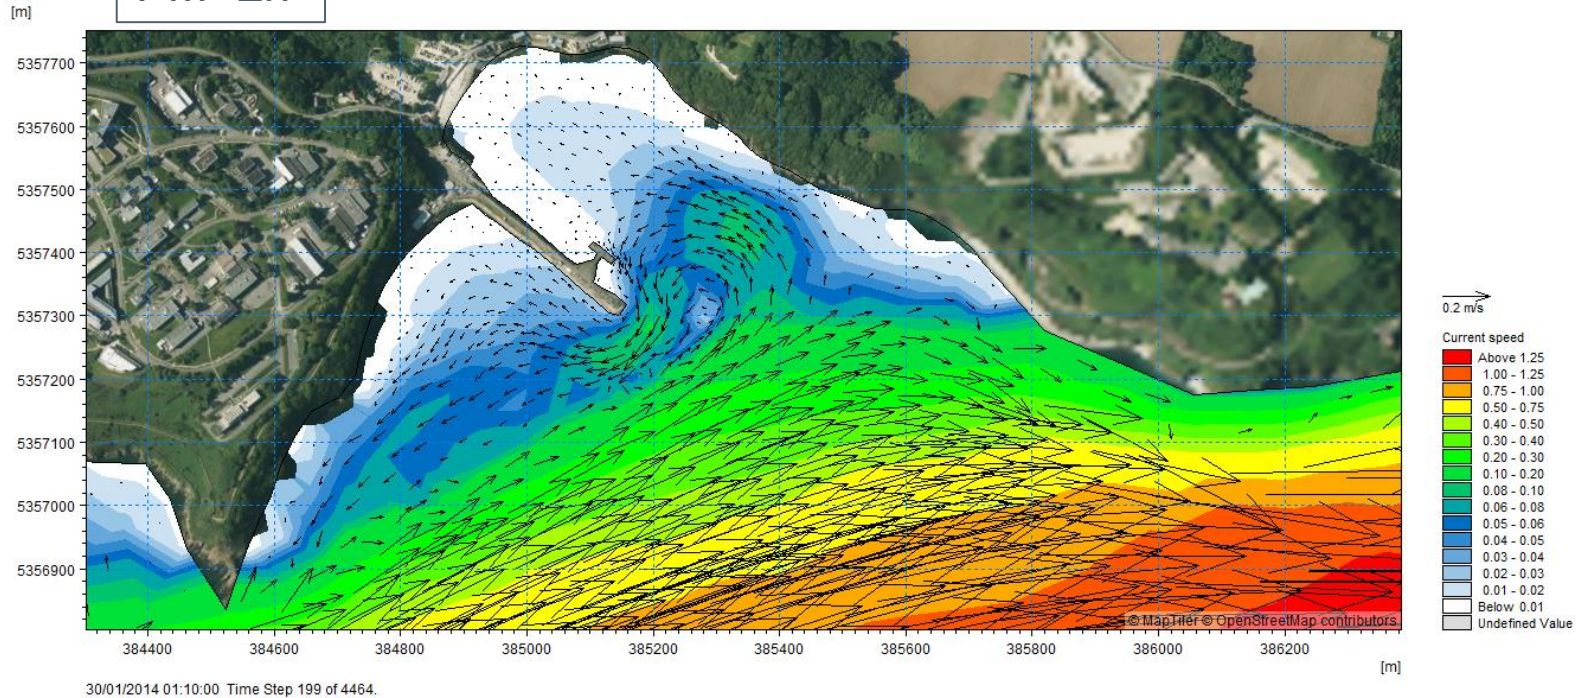 [m]
5357700
5357600
5357500
5357400
5357300
5357200
5357100
5357000
5356900
384400 384600 384800 385000 385200 385400 385600 385800 386000 386200
[m]
© MapTiler © OpenStreetMap contributors
30/01/2014 01:10:00 Time Step 199 of 4464.
0.2 m/s
Current speed
Above 1.25
1.00 - 1.25
0.75 - 1.00
0.50 - 0.75
0.40 - 0.50
0.30 - 0.40
0.20 - 0.30
0.10 - 0.20
0.08 - 0.10
0.06 - 0.08
0.05 - 0.06
0.04 - 0.05
0.03 - 0.04
0.02 - 0.03
0.01 - 0.02
Below 0.01
Undefined Value